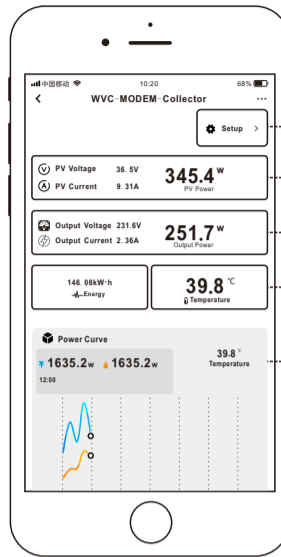 中国移动 10:20 68%
< WVC-MODEM-Collector ...
Setup >
V PV Voltage 36.5V
345.4 W
A PV Current 9.31A
PV Power
Output Voltage 231.6V
251.7 W
Output Current 2.36A
Output Power
146.08kW·h
39.8 ℃
Energy
Temperature
Power Curve
1635.2w 1635.2w
39.8 ℃
Temperature
12:00